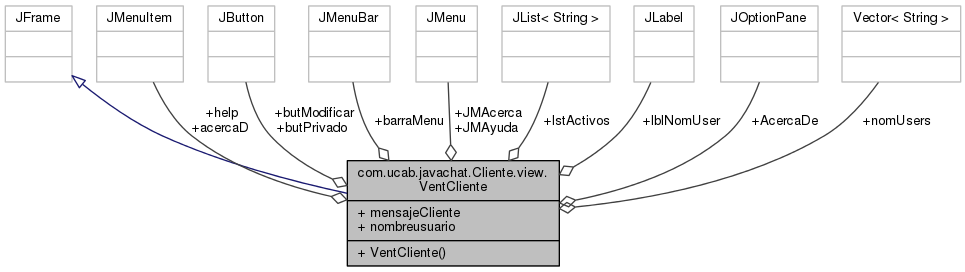 JFrame
JMenuItem
JButton
JMenuBar
JMenu
JList< String >
JLabel
JOptionPane
Vector< String >
+help
+acercaD
+butModificar
+butPrivado
+barraMenu
+JMAcerca
+JMAyuda
+lstActivos
+lblNomUser
+AcercaDe
+nomUsers
com.ucab.javachat.Cliente.view.
VentCliente
+ mensajeCliente
+ nombreusuario
+ VentCliente()